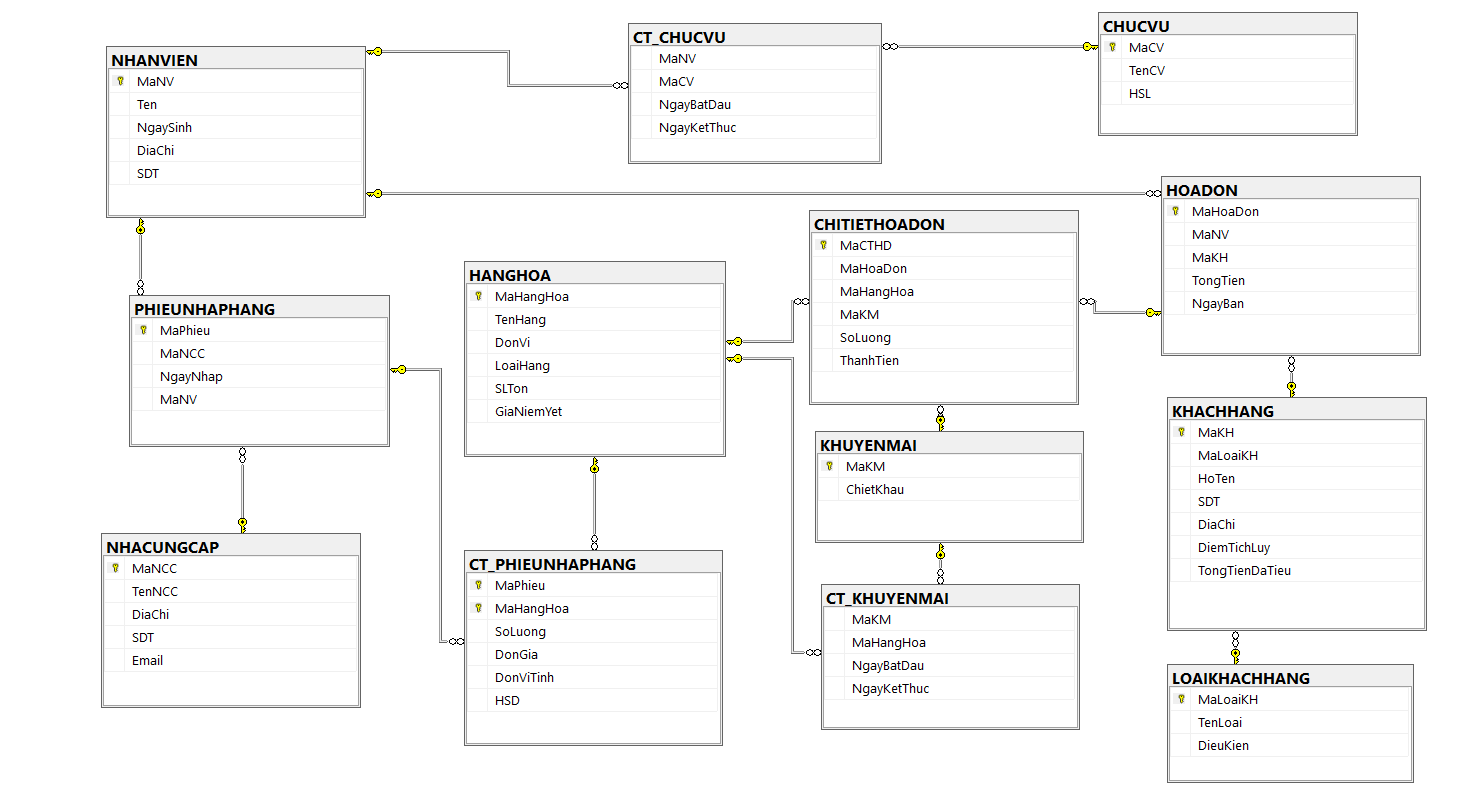 NHANVIEN
MaNV
Ten
NgaySinh
DiaChi
SDT
CT_CHUCVU
MaNV
MaCV
NgayBatDau
NgayKetThuc
CHUCVU
MaCV
TenCV
HSL
HOADON
MaHoaDon
MaNV
MaKH
TongTien
NgayBan
CHITIETHOADON
MaCTHD
MaHoaDon
MaHangHoa
MaKM
SoLuong
ThanhTien
HANGHOA
MaHangHoa
TenHang
DonVi
LoaiHang
SLTon
GiaNiemYet
PHIEUNHAPHANG
MaPhieu
MaNCC
NgayNhap
MaNV
KHACHHANG
MaKH
MaLoaiKH
HoTen
SDT
DiaChi
DiemTichLuy
TongTienDaTieu
KHUYENMAI
MaKM
ChietKhau
NHACUNGCAP
MaNCC
TenNCC
DiaChi
SDT
Email
CT_PHIEUNHAPHANG
MaPhieu
MaHangHoa
SoLuong
DonGia
DonViTinh
HSD
CT_KHUYENMAI
MaKM
MaHangHoa
NgayBatDau
NgayKetThuc
LOAIKHACHHANG
MaLoaiKH
TenLoai
DieuKien